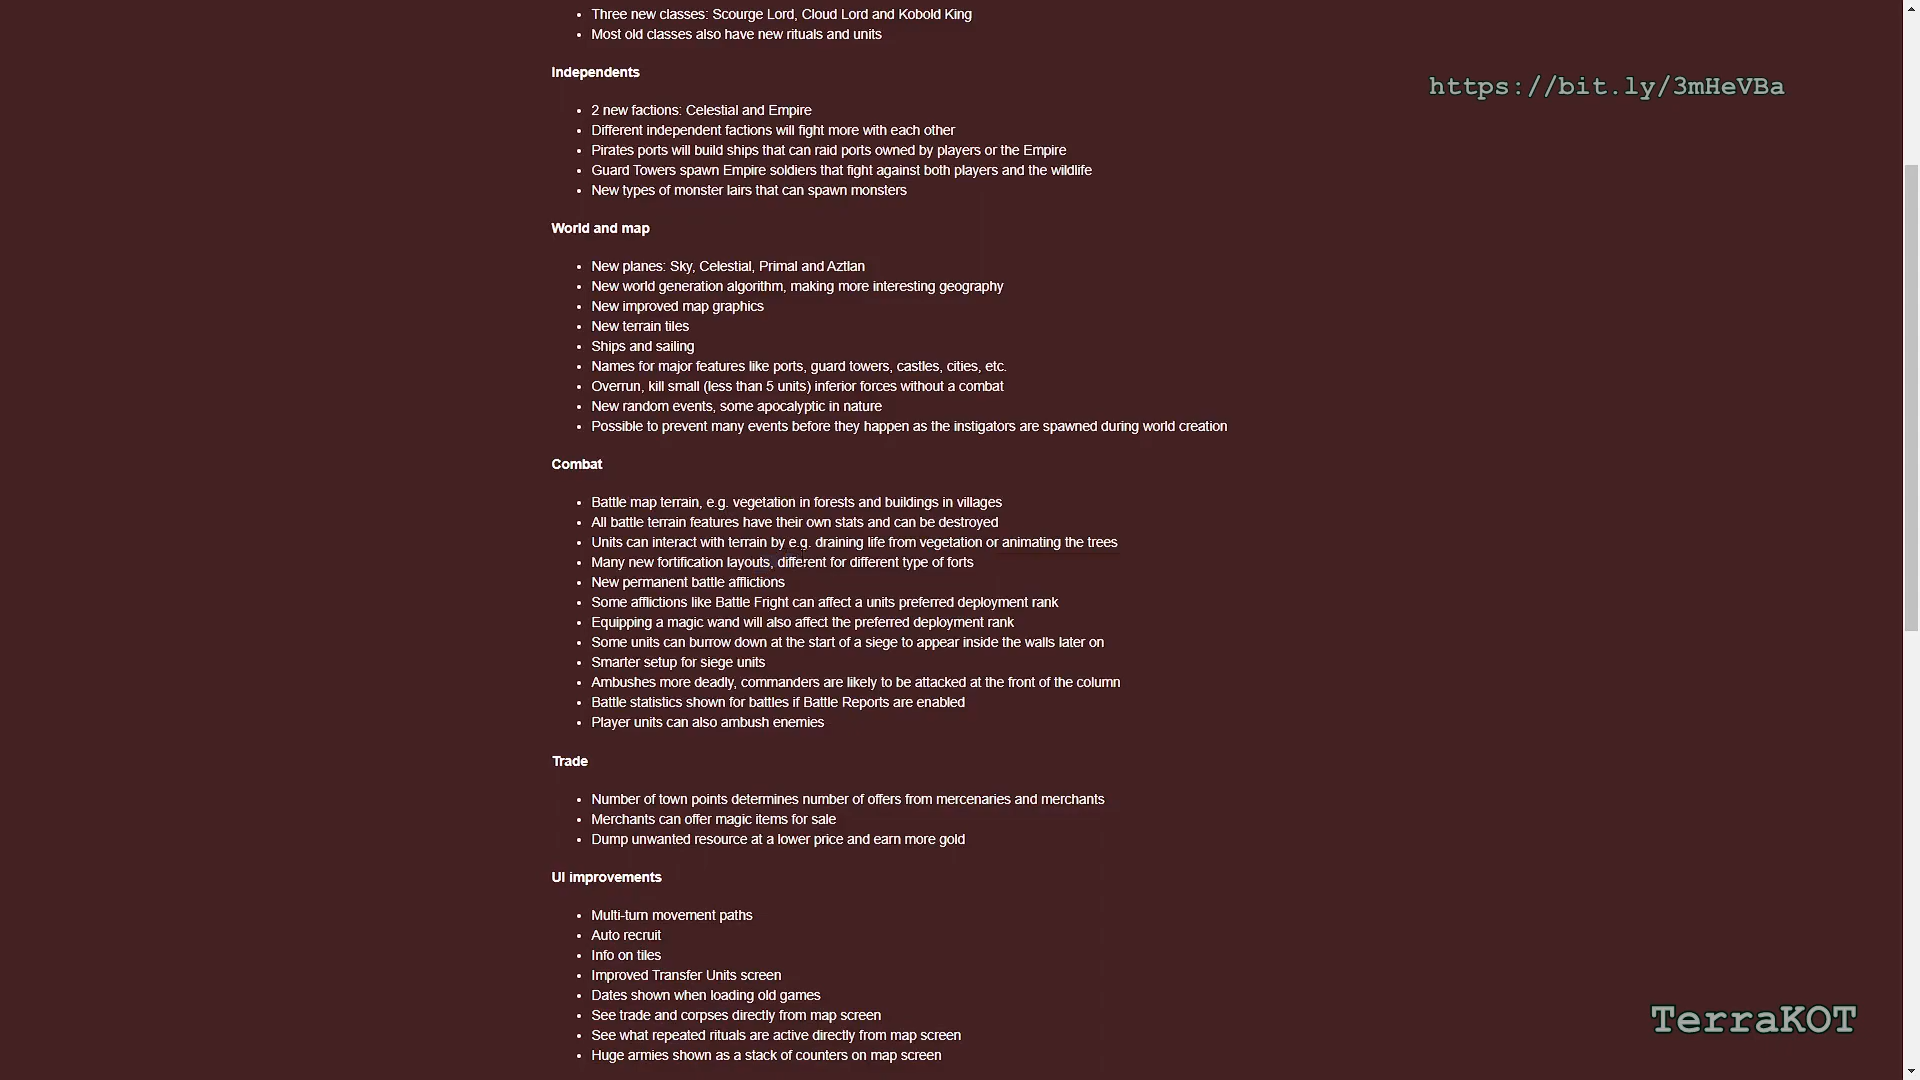 Three new classes: Scourge Lord, Cloud Lord and Kobold King
Most old classes also have new rituals and units
Independents
https://bit.ly/3mHeVBa
2 new factions: Celestial and Empire
Different independent factions will fight more with each other
Pirates ports will build ships that can raid ports owned by players or the Empire
Guard Towers spawn Empire soldiers that fight against both players and the wildlife
New types of monster lairs that can spawn monsters
World and map
New planes: Sky, Celestial, Primal and Aztlan
New world generation algorithm, making more interesting geography
New improved map graphics
New terrain tiles
Ships and sailing
Names for major features like ports, guard towers, castles, cities, etc.
Overrun, kill small (less than 5 units) inferior forces without a combat
New random events, some apocalyptic in nature
Possible to prevent many events before they happen as the instigators are spawned during world creation
Combat
Battle map terrain, e.g. vegetation in forests and buildings in villages
All battle terrain features have their own stats and can be destroyed
Units can interact with terrain by e.g. draining life from vegetation or animating the trees
Many new fortification layouts, different for different type of forts
New permanent battle afflictions
Some afflictions like Battle Fright can affect a units preferred deployment rank
Equipping a magic wand will also affect the preferred deployment rank
Some units can burrow down at the start of a siege to appear inside the walls later on
Smarter setup for siege units
Ambushes more deadly, commanders are likely to be attacked at the front of the column
Battle statistics shown for battles if Battle Reports are enabled
Player units can also ambush enemies
Trade
Number of town points determines number of offers from mercenaries and merchants
Merchants can offer magic items for sale
Dump unwanted resource at a lower price and earn more gold
UI improvements
Multi-turn movement paths
Auto recruit
Info on tiles
Improved Transfer Units screen
Dates shown when loading old games
See trade and corpses directly from map screen
See what repeated rituals are active directly from map screen
Huge armies shown as a stack of counters on map screen
TerraKOT